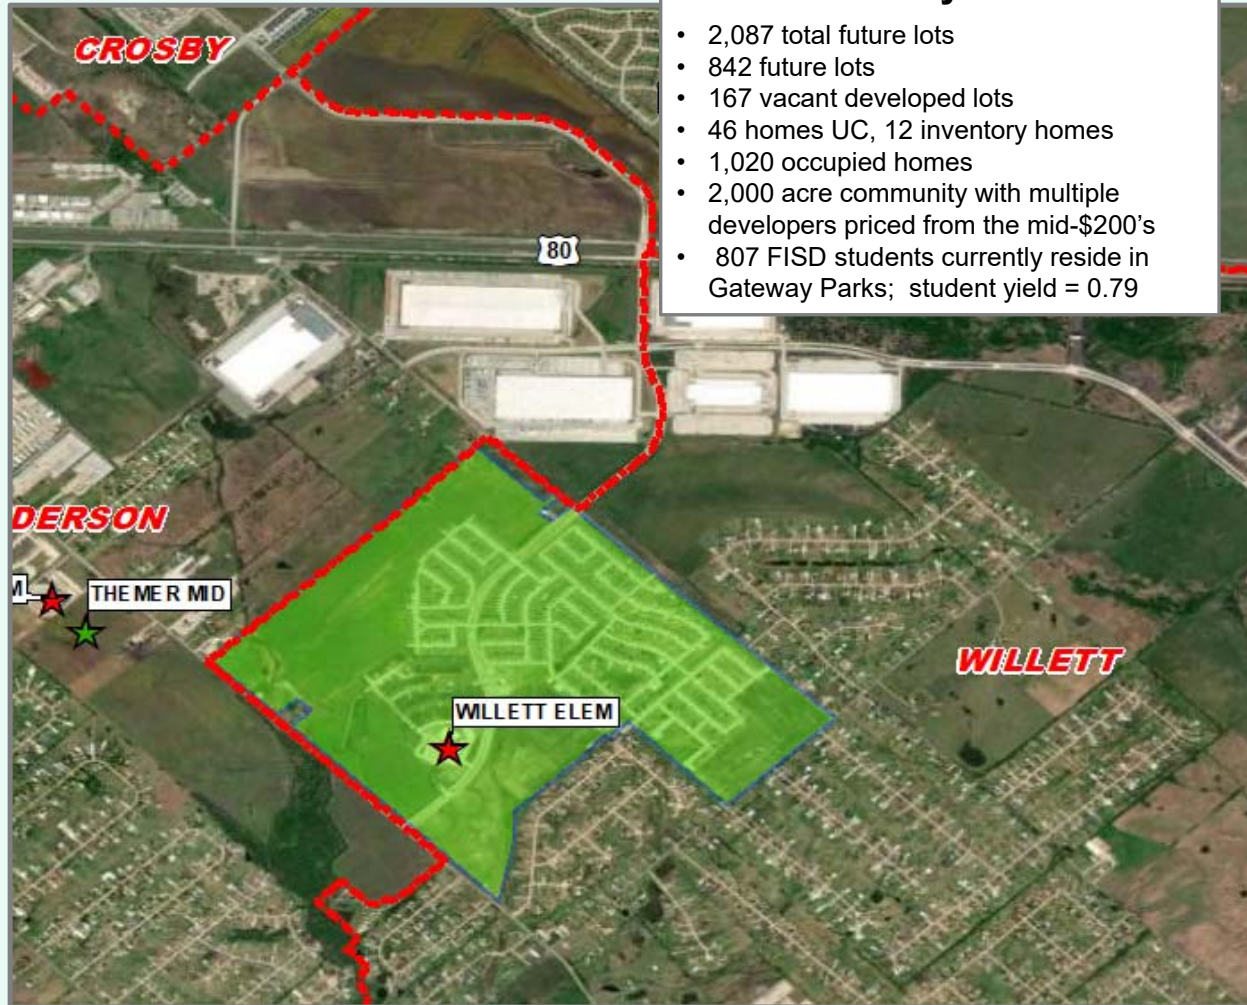 CROSBY
• 2,087 total future lots
• 842 future lots
• 167 vacant developed lots
• 46 homes UC, 12 inventory homes
• 1,020 occupied homes
• 2,000 acre community with multiple
developers priced from the mid-$200’s
• 807 FISD students currently reside in
Gateway Parks; student yield = 0.79
80
DERSON
M
THEMER MID
WILLETT
WILLETT ELEM